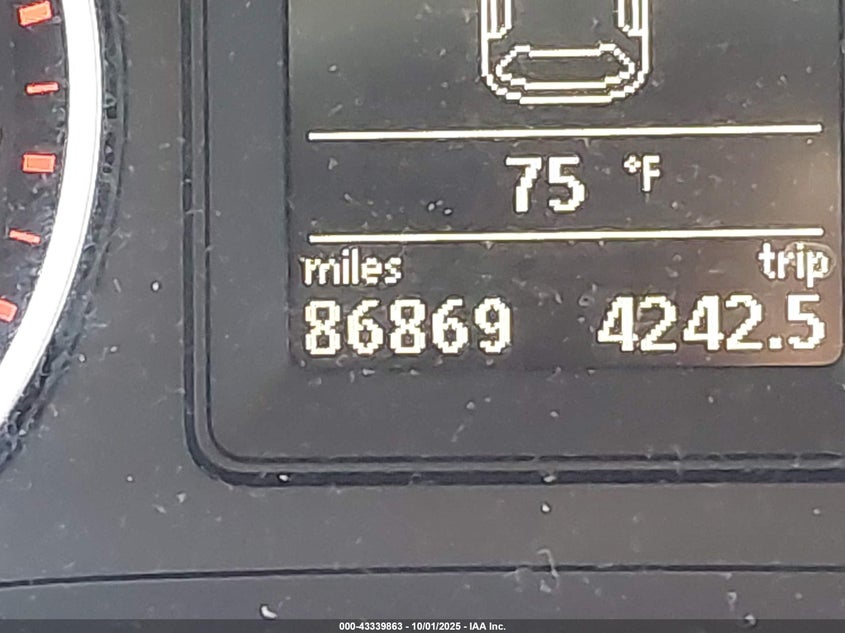 75 °F
miles trip
86869 4242.5
000-43339863 - 10/01/2025 - IAA Inc.